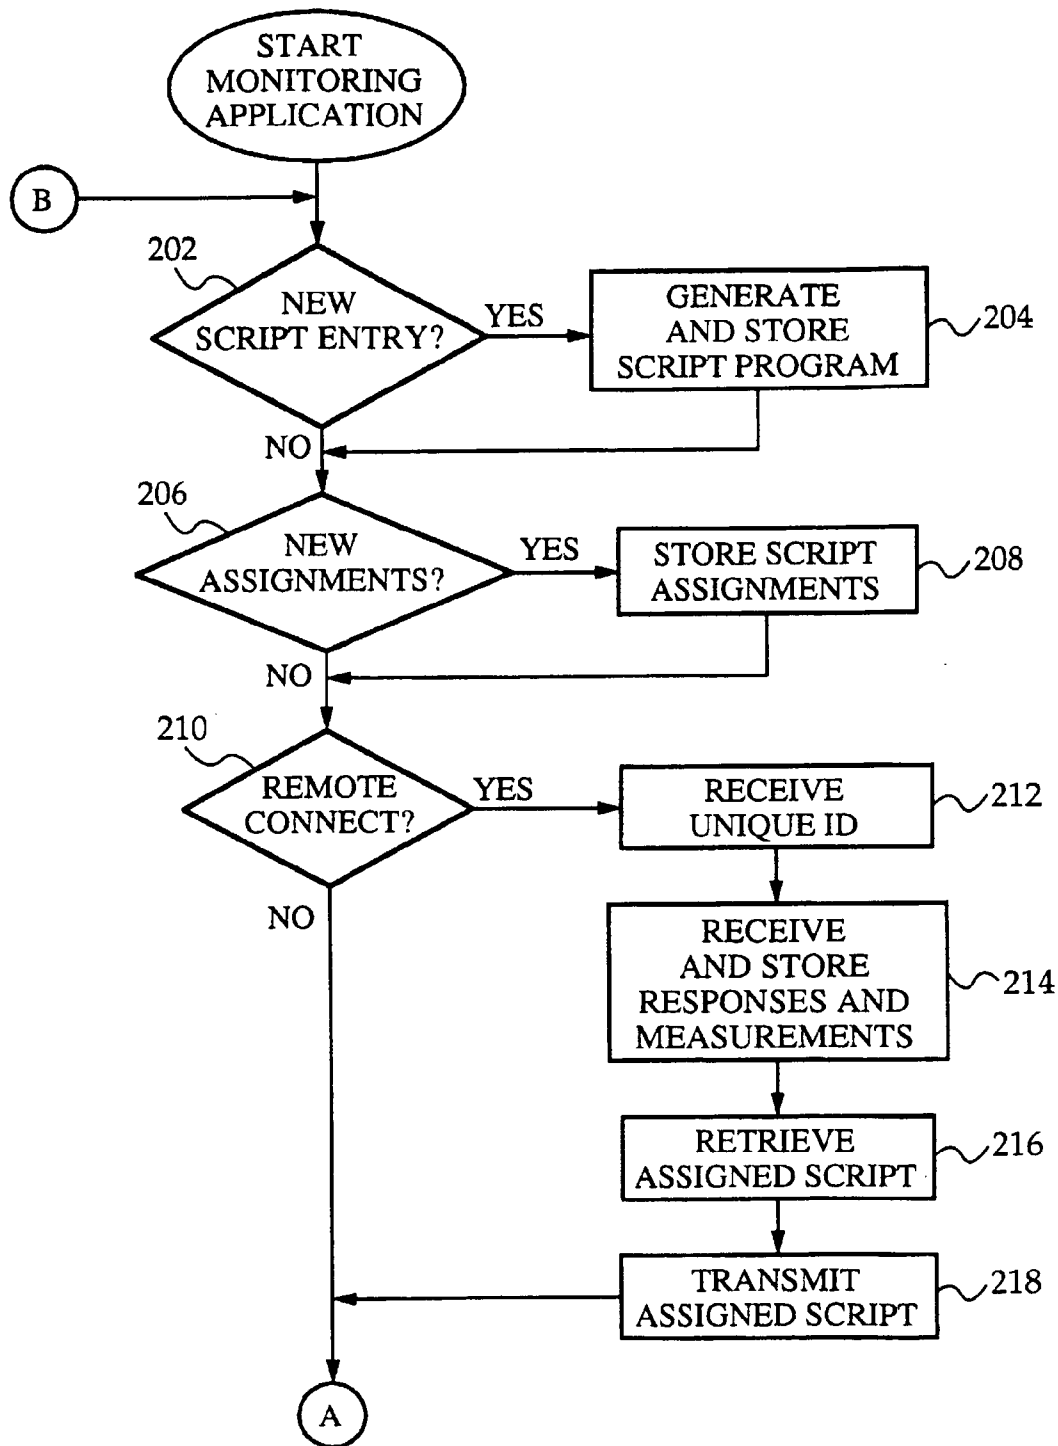 START
MONITORING
APPLICATION
B
202
NEW
SCRIPT ENTRY?
YES
GENERATE
AND STORE
SCRIPT PROGRAM
204
NO
206
NEW
ASSIGNMENTS?
YES
STORE SCRIPT
ASSIGNMENTS
208
NO
210
REMOTE
CONNECT?
YES
RECEIVE
UNIQUE ID
212
NO
RECEIVE
AND STORE
RESPONSES AND
MEASUREMENTS
214
RETRIEVE
ASSIGNED SCRIPT
216
TRANSMIT
ASSIGNED SCRIPT
218
A